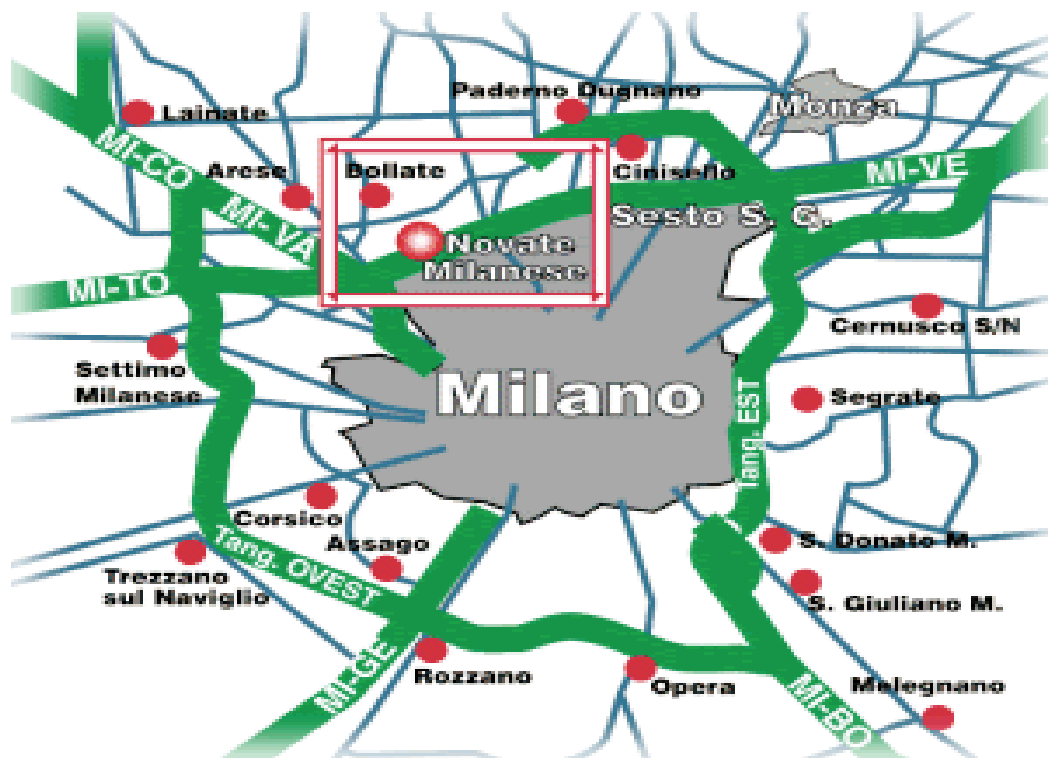 Paderno Dugnano
Monza
Lainate
MI-CO
Arese
Bollate
Cinisello
MI-VE
MI-VA
Sesto S. G.
Novate
Milanese
MI-TO
Cernusco S/N
Settimo
Milanese
Milano
Segrate
Tang. EST
Corsico
Assago
S. Donato M.
Tang. OVEST
Trezzano
sul Naviglio
S. Giuliano M.
MI-GE
Rozzano
Opera
Melegnano
MI-BO